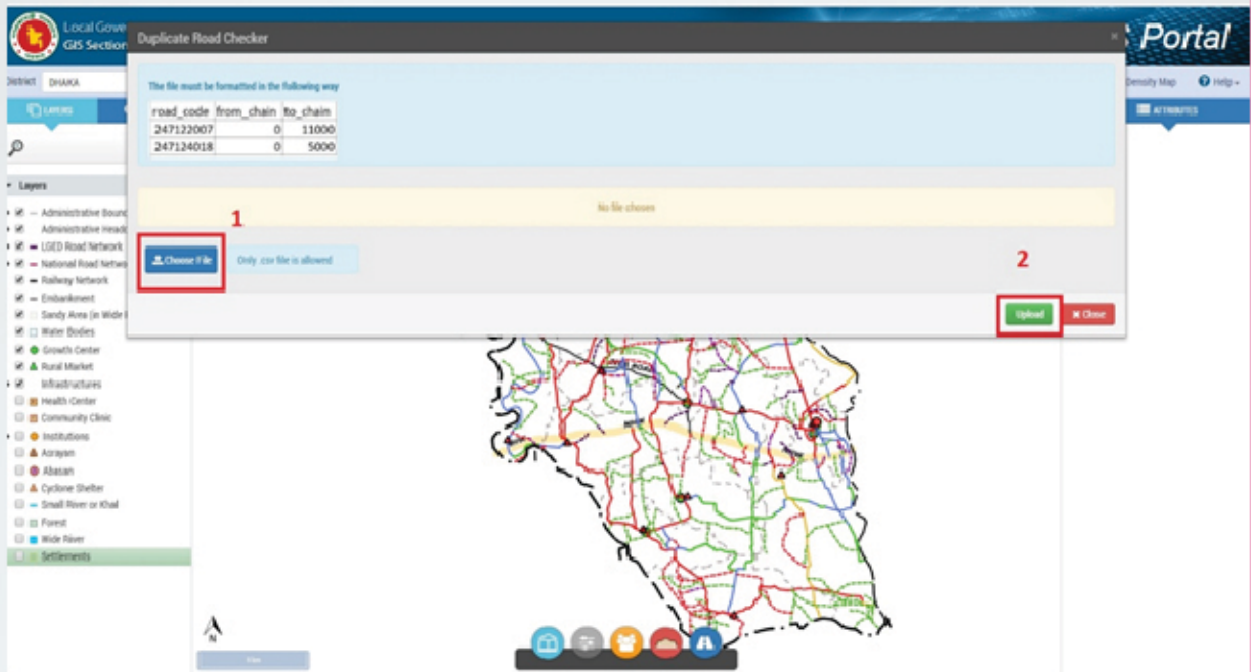 Local Gove
GIS Section
Portal
District DHAKA
Density Map
Help
LAYERS
ATTRIBUTES
Duplicate Road Checker
The file must be formatted in the following way
road_code from_chain to_chain
247122007 0 11000
247124018 0 5000
No file chosen
1
Choose File
Only .csv file is allowed
2
Upload
Close
Layers
Administrative Bound
Administrative Headq
LGED Road Network
National Road Netwo
Railway Network
Embankment
Sandy Area (in Wide
Water Bodies
Growth Center
Rural Market
Infrastructures
Health Center
Community Clinic
Institutions
Asrayan
Abasan
Cyclone Shelter
Small River or Khal
Forest
Wide River
Settlements
N